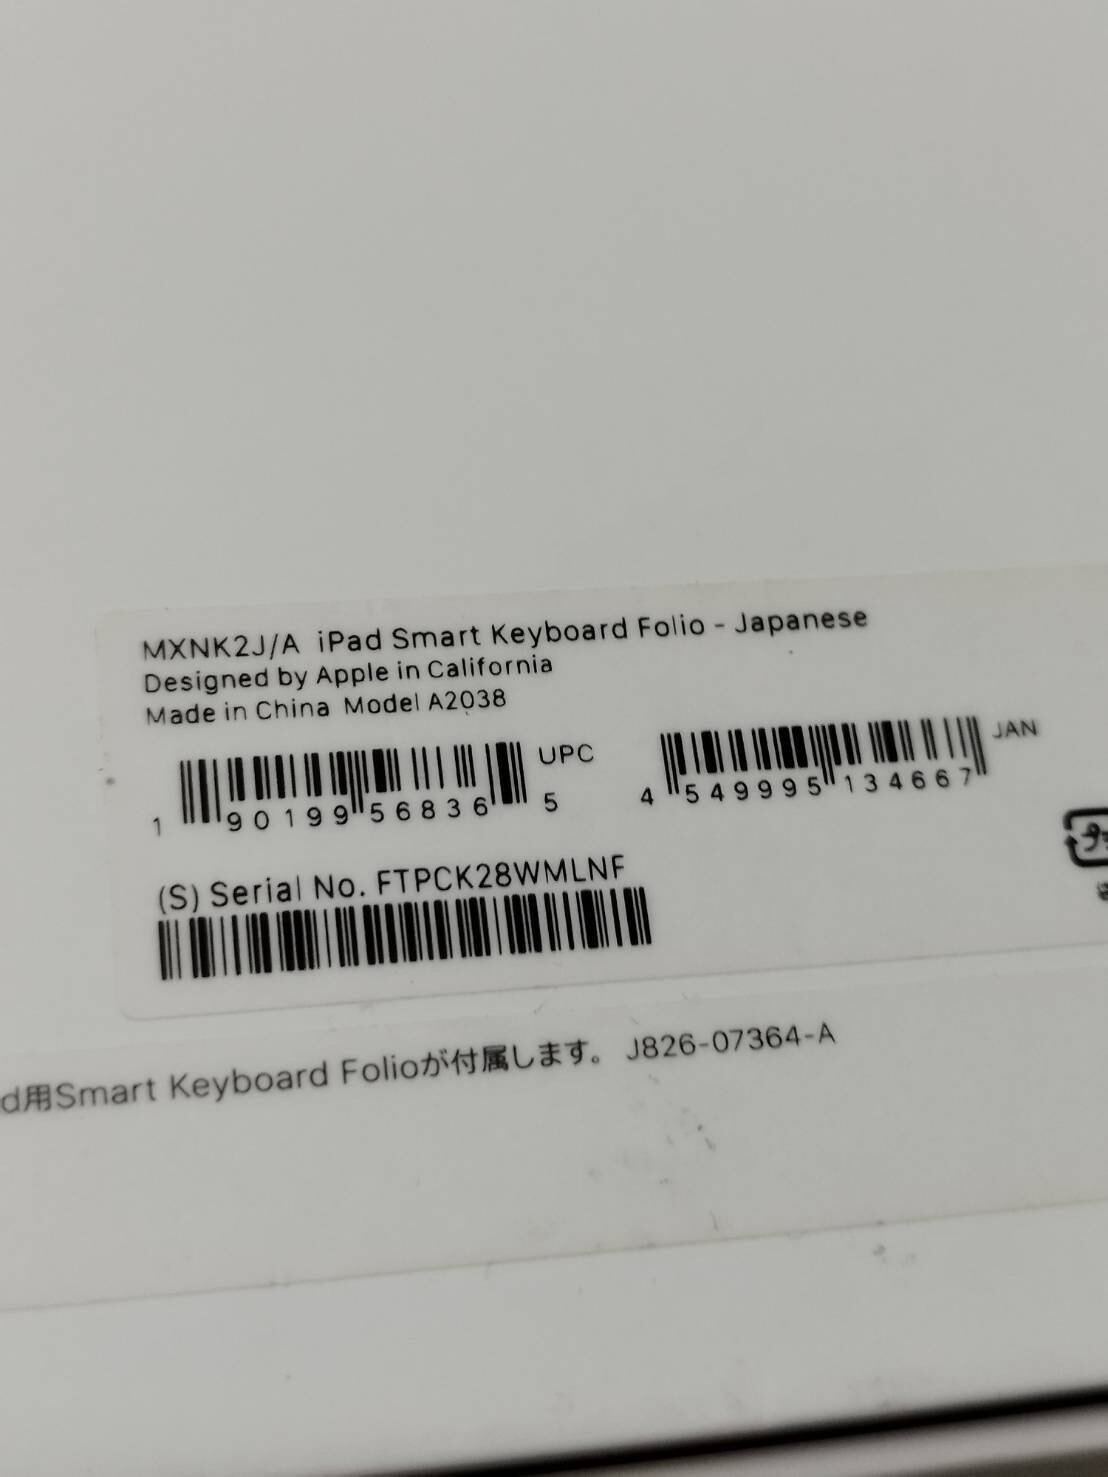 MXNK2J/A iPad Smart Keyboard Folio - Japanese
Designed by Apple in California
Made in China Model A2038
UPC
1 90199 56836 5
JAN
4 549995 134667
(S) Serial No. FTPCK28WMLNF
d用Smart Keyboard Folioが付属します。 J826-07364-A